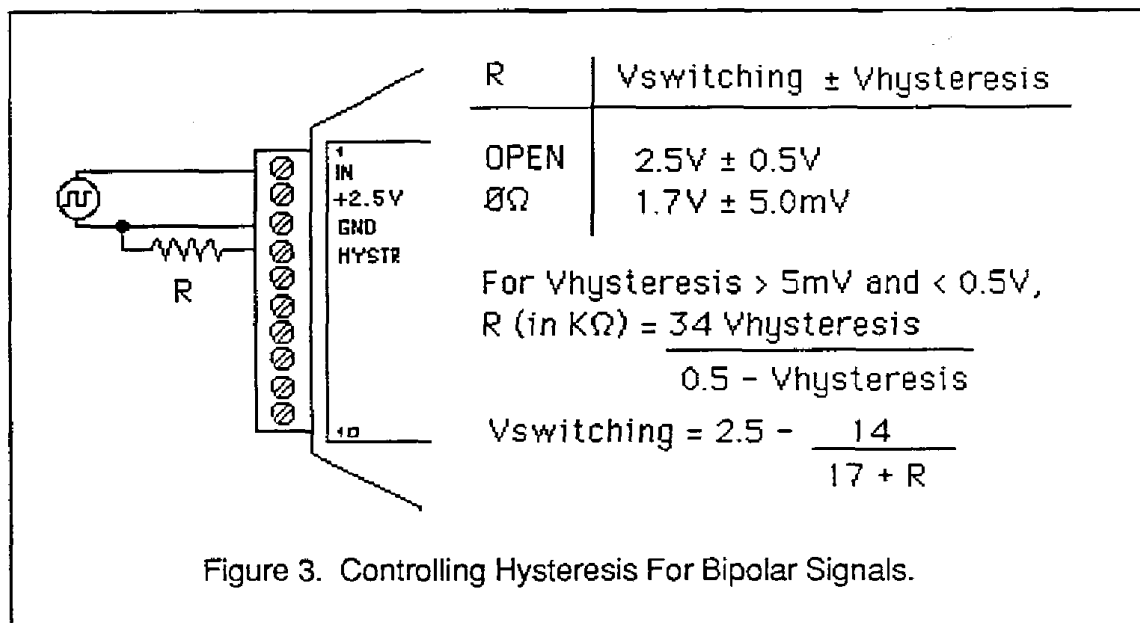 R Vswitching ± Vhysteresis
OPEN 2.5V ± 0.5V
0Ω 1.7V ± 5.0mV
1
IN
+2.5V
GND
HYSTR
10
R
For Vhysteresis > 5mV and < 0.5V,
R (in KΩ) = 34 Vhysteresis
0.5 - Vhysteresis
Vswitching = 2.5 - 14
17 + R
Figure 3. Controlling Hysteresis For Bipolar Signals.